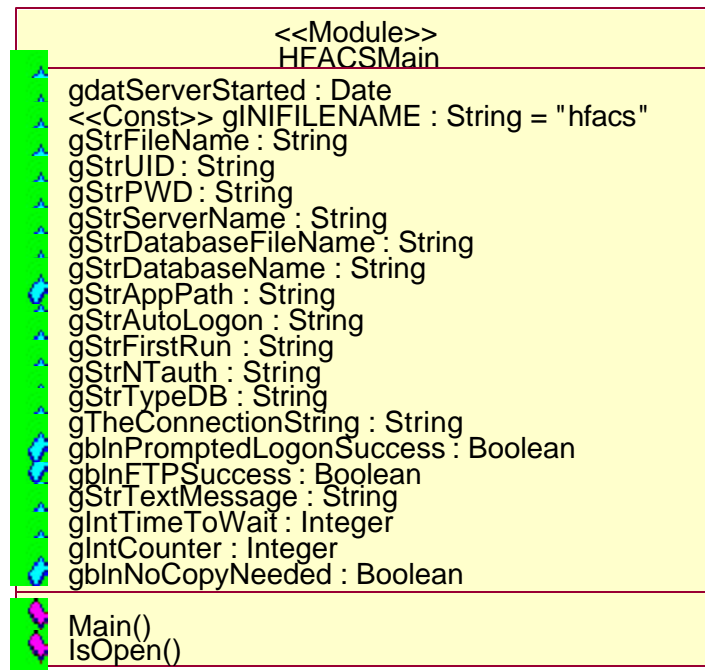 <<Module>>
HFACSMain
gdatServerStarted : Date
<<Const>> gINIFILENAME : String = "hfacs"
gStrFileName : String
gStrUID : String
gStrPWD : String
gStrServerName : String
gStrDatabaseFileName : String
gStrDatabaseName : String
gStrAppPath : String
gStrAutoLogon : String
gStrFirstRun : String
gStrNTauth : String
gStrTypeDB : String
gTheConnectionString : String
gblnPromptedLogonSuccess : Boolean
gblnFTPSuccess : Boolean
gStrTextMessage : String
gIntTimeToWait : Integer
gIntCounter : Integer
gblnNoCopyNeeded : Boolean
Main()
IsOpen()